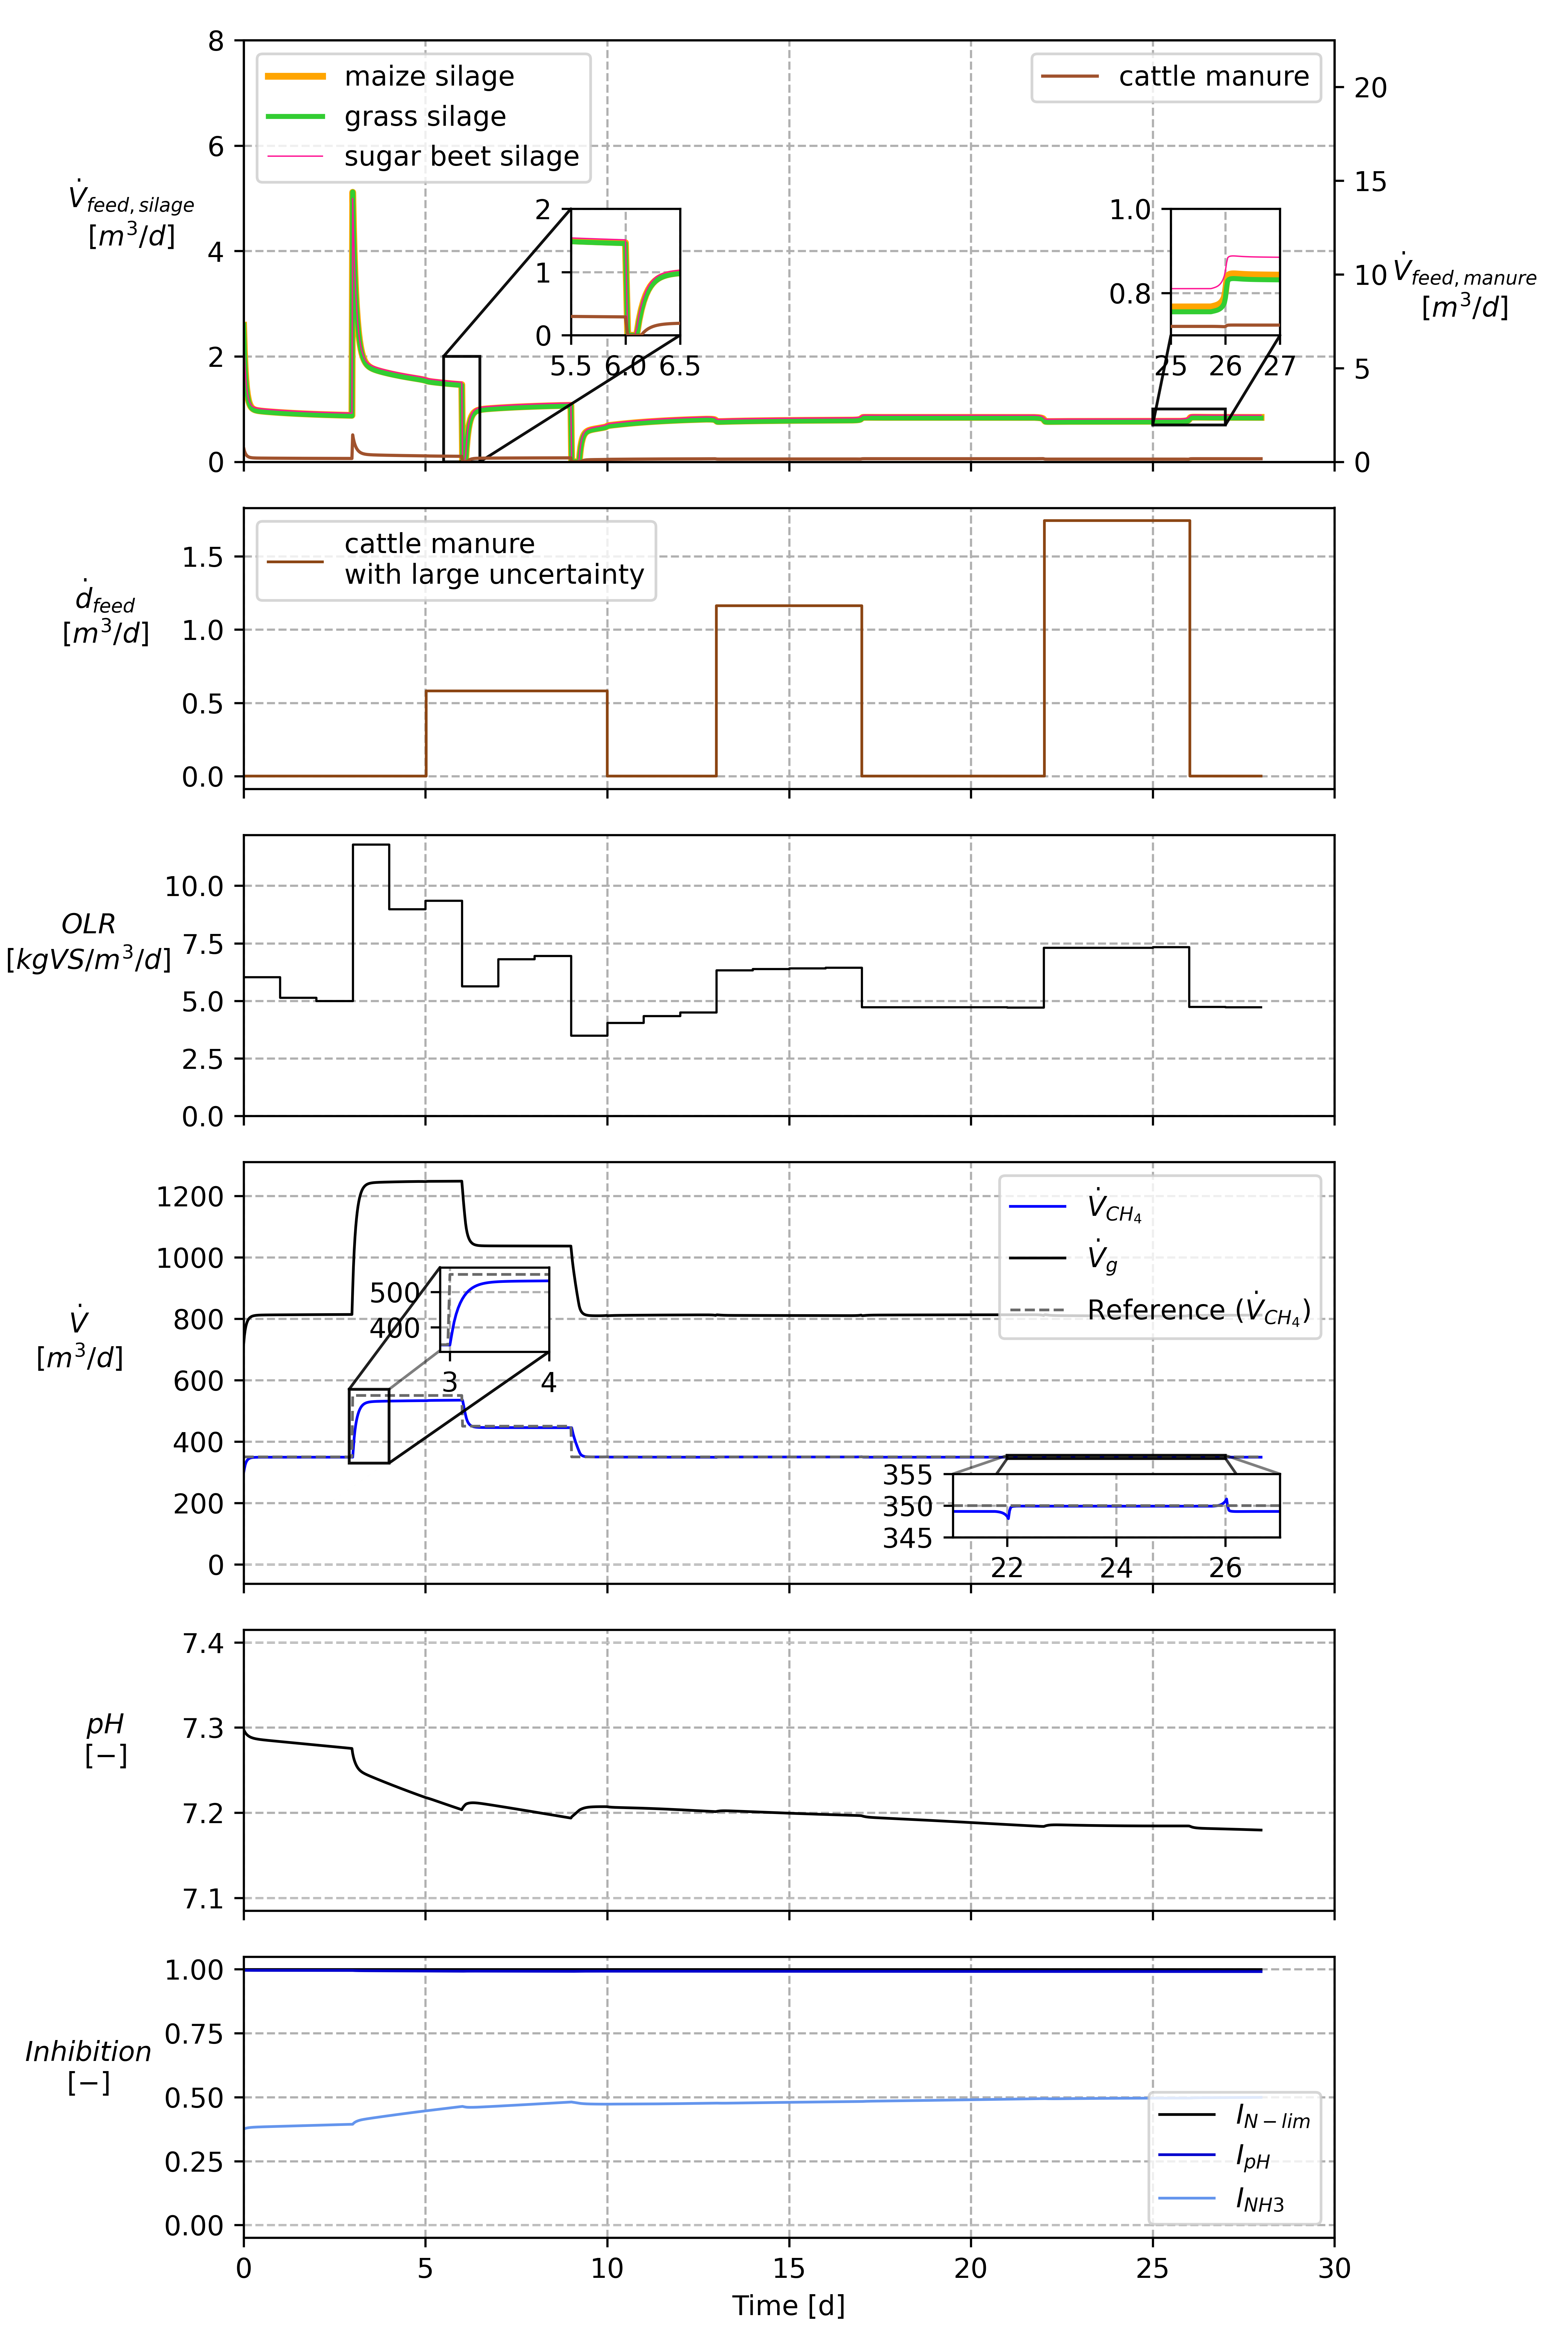 8
6
4
2
0
maize silage
grass silage
sugar beet silage
cattle manure
20
15
10
5
0
V̇feed, silage
[m³/d]
V̇feed, manure
[m³/d]
2
1
0
5.5 6.0 6.5
1.0
0.8
25 26 27
cattle manure
with large uncertainty
ḋfeed
[m³/d]
1.5
1.0
0.5
0.0
OLR
[kgVS/m³/d]
10.0
7.5
5.0
2.5
0.0
V̇
[m³/d]
1200
1000
800
600
400
200
0
V̇CH₄
V̇g
Reference (V̇CH₄)
500
400
3 4
355
350
345
22 24 26
pH
[−]
7.4
7.3
7.2
7.1
Inhibition
[−]
1.00
0.75
0.50
0.25
0.00
IN − lim
IpH
INH3
0 5 10 15 20 25 30
Time [d]